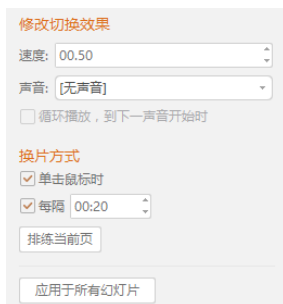 修改切换效果
速度: 00.50
声音: [无声音]
循环播放，到下一声音开始时
换片方式
单击鼠标时
每隔 00:20
排练当前页
应用于所有幻灯片